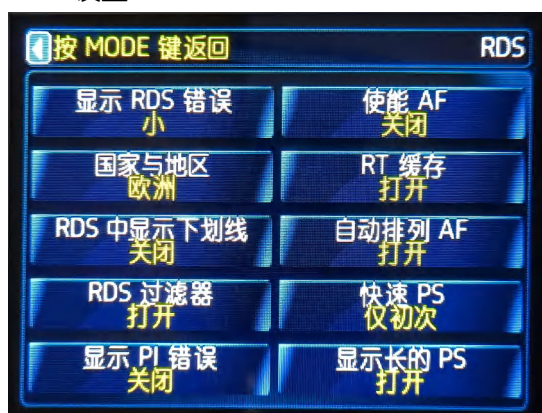 按 MODE 键返回 RDS
显示 RDS 错误 使能 AF
小 关闭
国家与地区 RT 缓存
欧洲 打开
RDS 中显示下划线 自动排列 AF
关闭 打开
RDS 过滤器 快速 PS
打开 仅初次
显示 PI 错误 显示长的 PS
关闭 打开